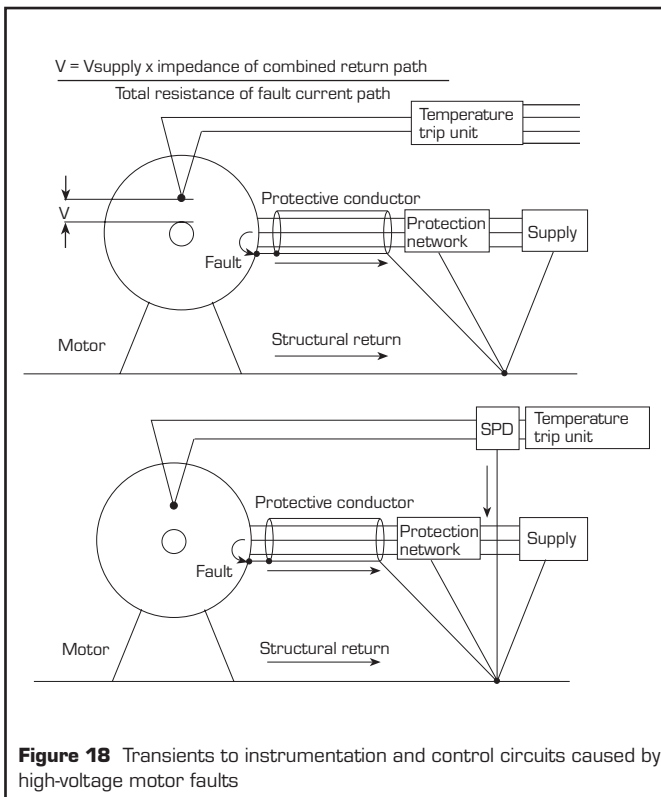 V = Vsupply x impedance of combined return path
Total resistance of fault current path
Temperature
trip unit
V
Protective conductor
Protection
network
Supply
Fault
Motor
Structural return
SPD
Temperature
trip unit
Protective conductor
Protection
network
Supply
Fault
Motor
Structural return
Figure 18 Transients to instrumentation and control circuits caused by
high-voltage motor faults